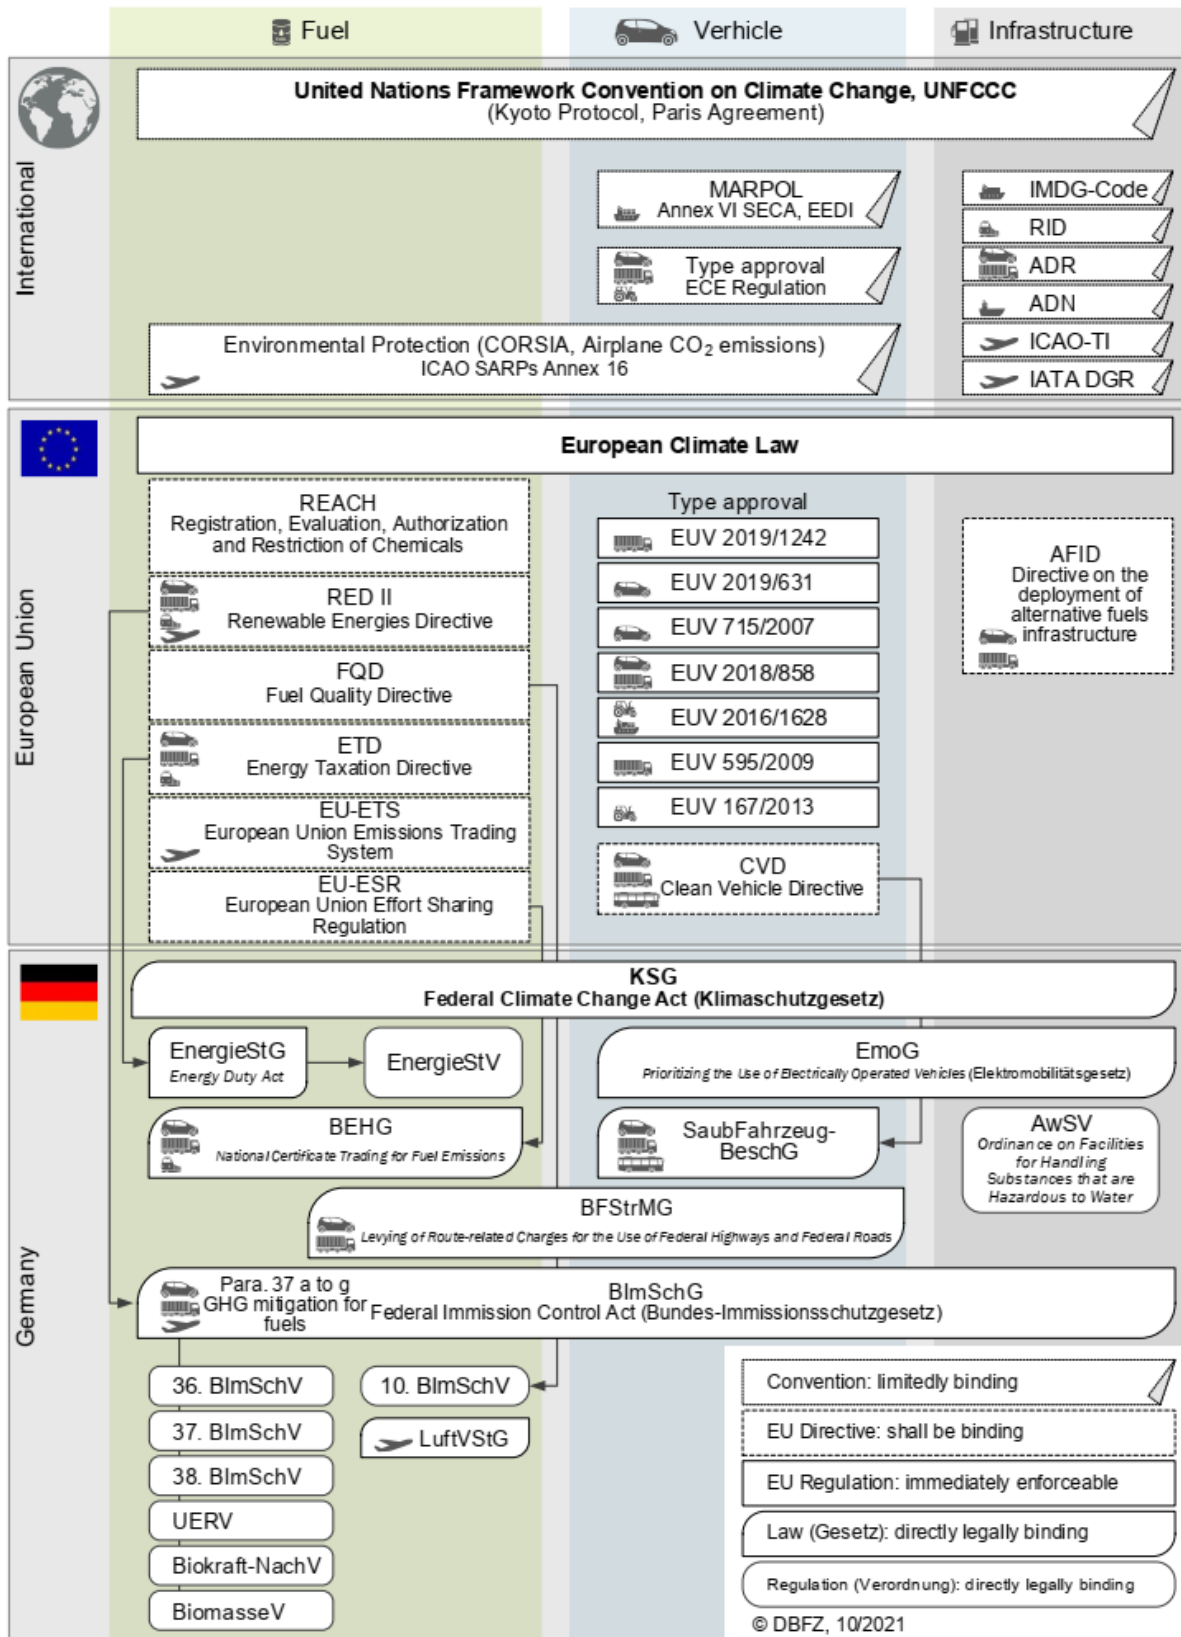 Fuel
Verhicle
Infrastructure
International
United Nations Framework Convention on Climate Change, UNFCCC
(Kyoto Protocol, Paris Agreement)
MARPOL
Annex VI SECA, EEDI
Type approval
ECE Regulation
Environmental Protection (CORSIA, Airplane CO₂ emissions)
ICAO SARPs Annex 16
IMDG-Code
RID
ADR
ADN
ICAO-TI
IATA DGR
European Union
European Climate Law
REACH
Registration, Evaluation, Authorization
and Restriction of Chemicals
RED II
Renewable Energies Directive
FQD
Fuel Quality Directive
ETD
Energy Taxation Directive
EU-ETS
European Union Emissions Trading
System
EU-ESR
European Union Effort Sharing
Regulation
Type approval
EUV 2019/1242
EUV 2019/631
EUV 715/2007
EUV 2018/858
EUV 2016/1628
EUV 595/2009
EUV 167/2013
CVD
Clean Vehicle Directive
AFID
Directive on the
deployment of
alternative fuels
infrastructure
Germany
KSG
Federal Climate Change Act (Klimaschutzgesetz)
EnergieStG
Energy Duty Act
EnergieStV
EmoG
Prioritizing the Use of Electrically Operated Vehicles (Elektromobilitätsgesetz)
BEHG
National Certificate Trading for Fuel Emissions
SaubFahrzeug-
BeschG
AwSV
Ordinance on Facilities
for Handling
Substances that are
Hazardous to Water
BFStrMG
Levying of Route-related Charges for the Use of Federal Highways and Federal Roads
Para. 37 a to g
GHG mitigation for
fuels
BImSchG
Federal Immission Control Act (Bundes-Immissionsschutzgesetz)
36. BImSchV
37. BImSchV
38. BImSchV
UERV
Biokraft-NachV
BiomasseV
10. BImSchV
LuftVStG
Convention: limitedly binding
EU Directive: shall be binding
EU Regulation: immediately enforceable
Law (Gesetz): directly legally binding
Regulation (Verordnung): directly legally binding
© DBFZ, 10/2021